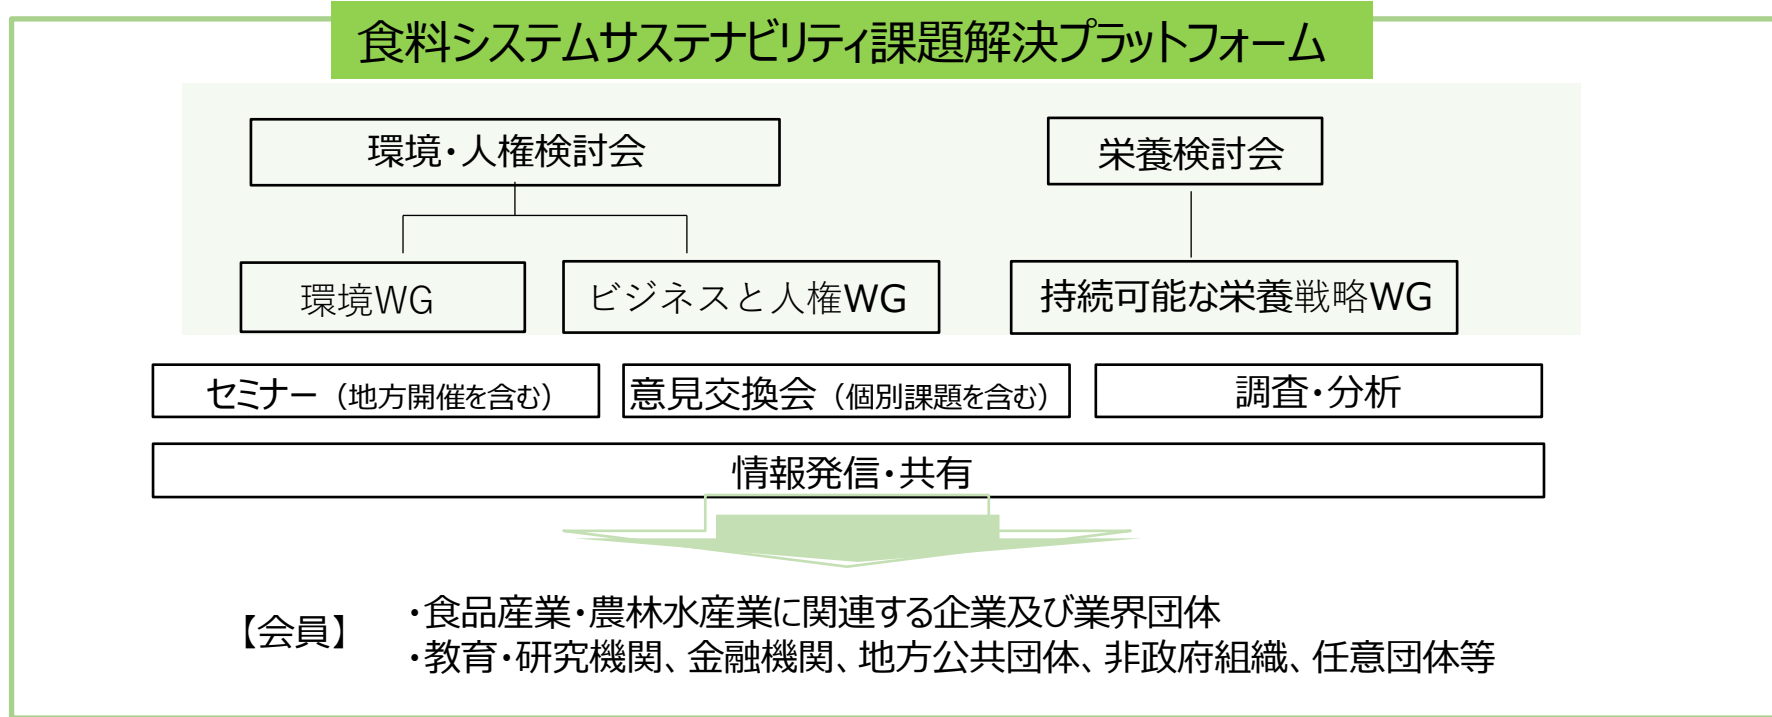 食料システムサステナビリティ課題解決プラットフォーム
環境・人権検討会
栄養検討会
環境WG
ビジネスと人権WG
持続可能な栄養戦略WG
セミナー（地方開催を含む）
意見交換会（個別課題を含む）
調査・分析
情報発信・共有
【会員】
・食品産業・農林水産業に関連する企業及び業界団体
・教育・研究機関、金融機関、地方公共団体、非政府組織、任意団体等